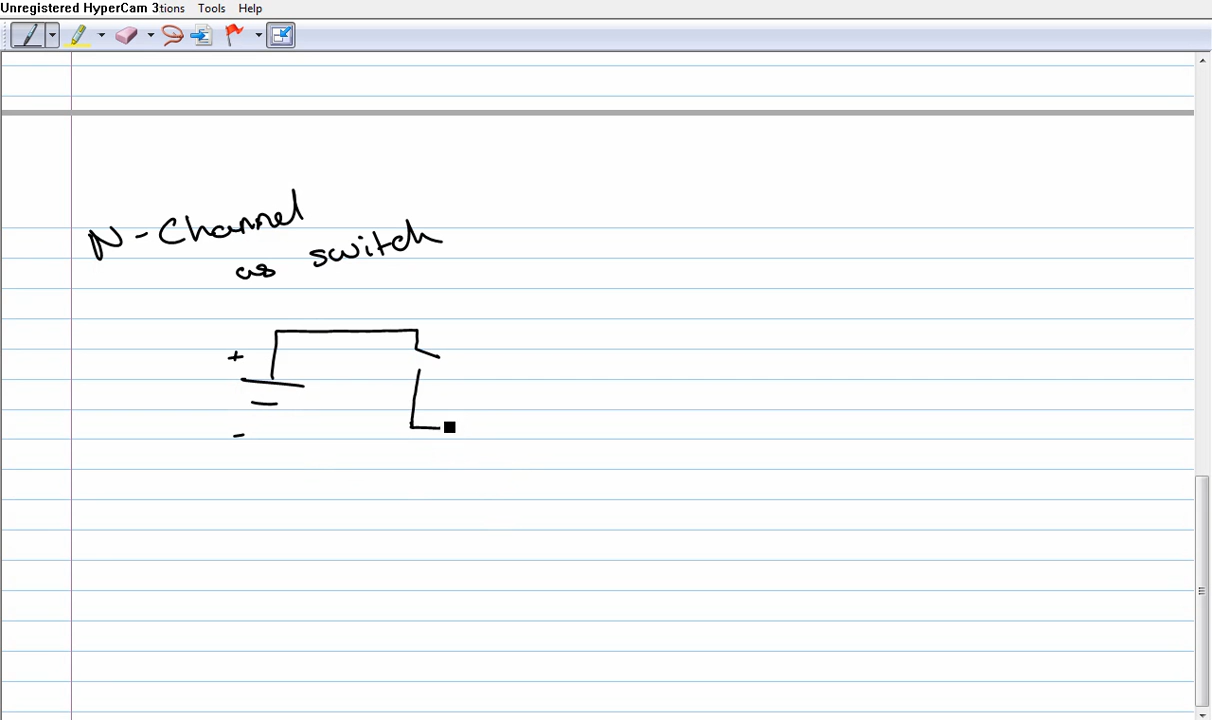 Unregistered HyperCam 3tions Tools Help
N-Channel
as switch
+
-